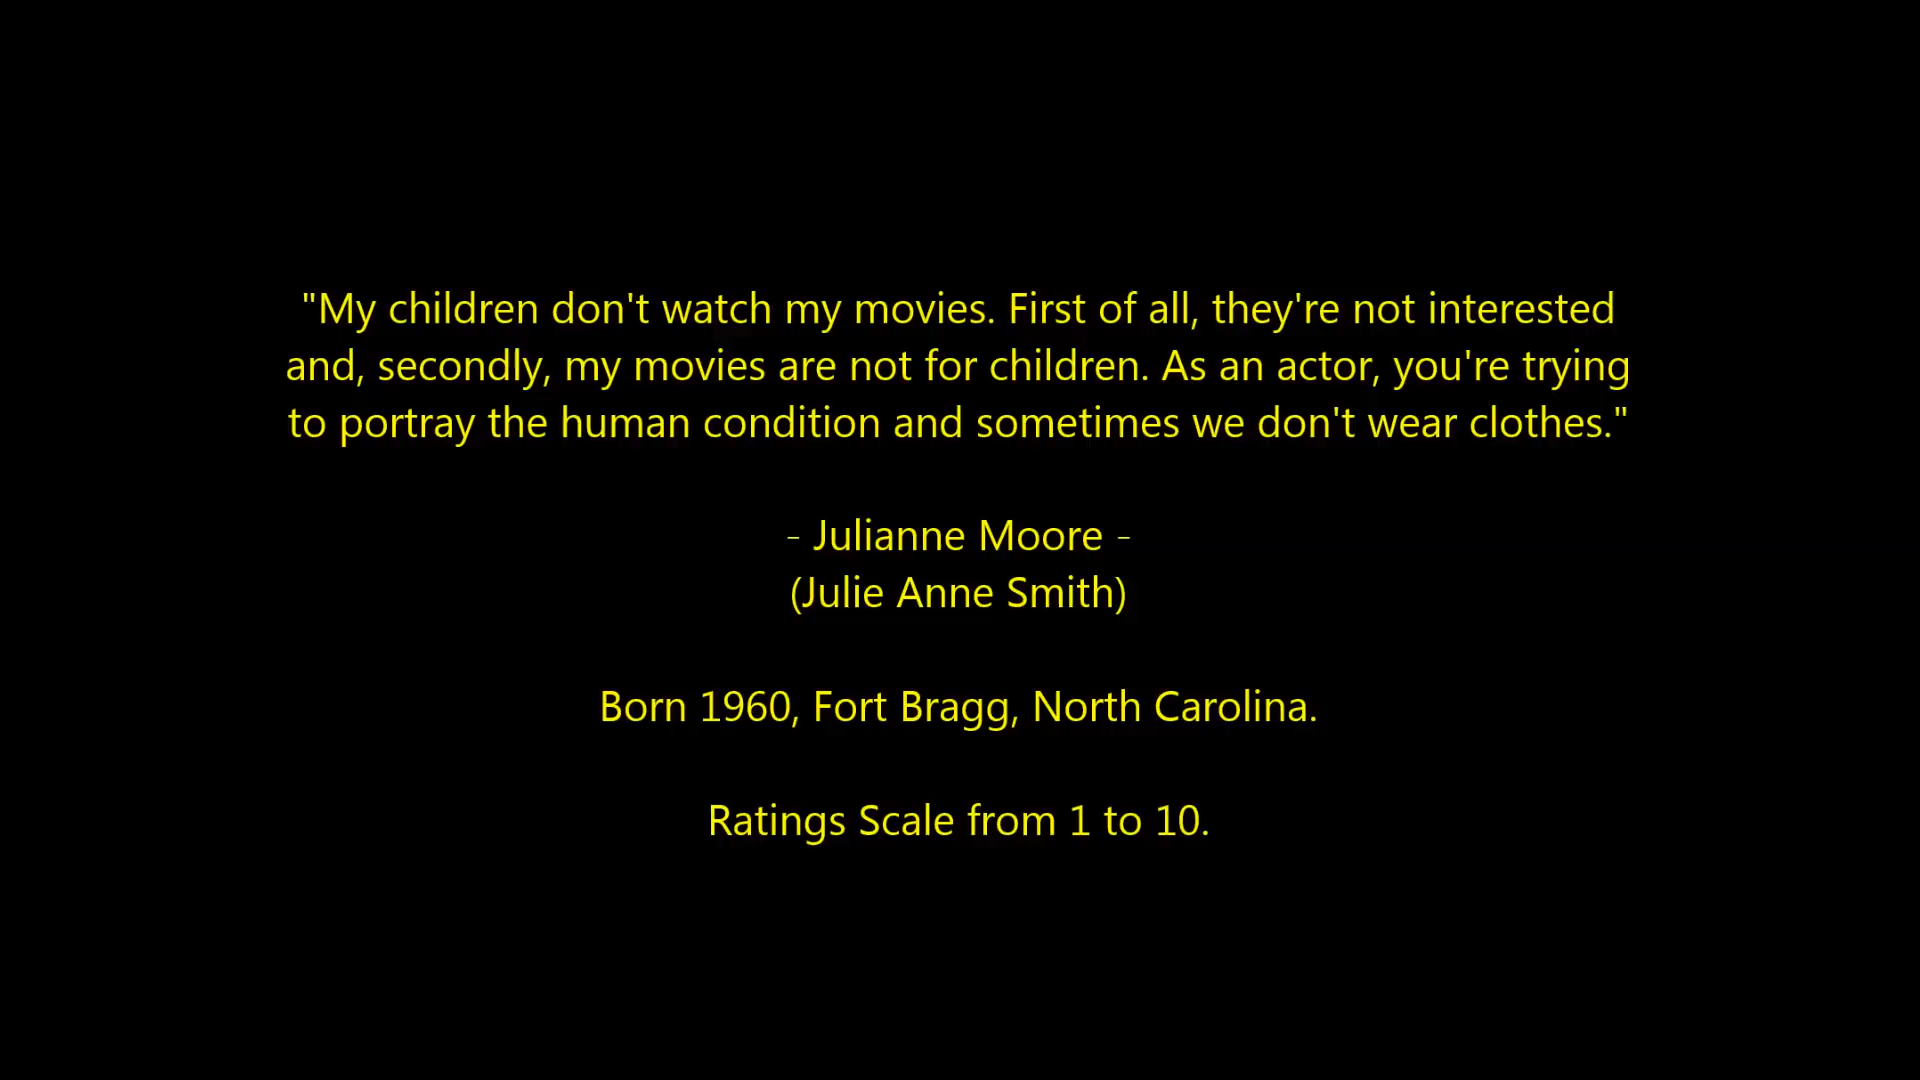 "My children don't watch my movies. First of all, they're not interested
and, secondly, my movies are not for children. As an actor, you're trying
to portray the human condition and sometimes we don't wear clothes."
- Julianne Moore -
(Julie Anne Smith)
Born 1960, Fort Bragg, North Carolina.
Ratings Scale from 1 to 10.